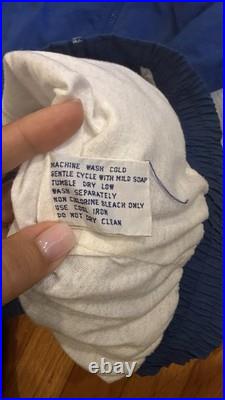 MACHINE WASH COLD
GENTLE CYCLE WITH MILD SOAP
TUMBLE DRY LOW
WASH SEPARATELY
NON CHLORINE BLEACH ONLY
USE COOL IRON
DO NOT DRY CLEAN